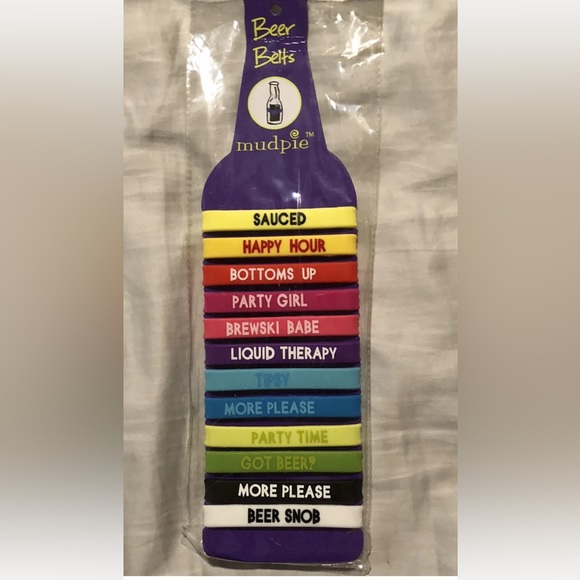 Beer
Belts
mudpie™
SAUCED
HAPPY HOUR
BOTTOMS UP
PARTY GIRL
BREWSKI BABE
LIQUID THERAPY
TIPSY
MORE PLEASE
PARTY TIME
GOT BEER?
MORE PLEASE
BEER SNOB